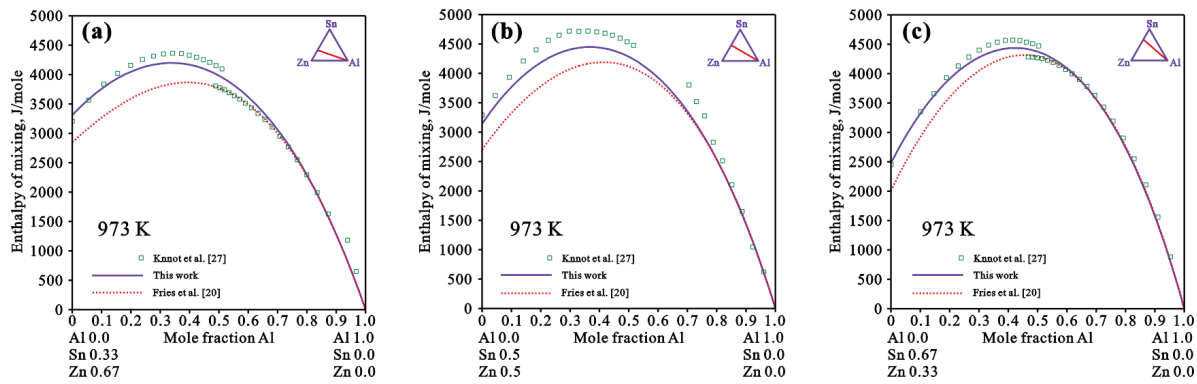 (a)
Sn
Zn
Al
Enthalpy of mixing, J/mole
5000
4500
4000
3500
3000
2500
2000
1500
1000
500
0
973 K
Knnot et al. [27]
This work
Fries et al. [20]
0 0.1 0.2 0.3 0.4 0.5 0.6 0.7 0.8 0.9 1.0
Al 0.0 Mole fraction Al Al 1.0
Sn 0.33 Sn 0.0
Zn 0.67 Zn 0.0
(b)
Sn
Zn
Al
Enthalpy of mixing, J/mole
5000
4500
4000
3500
3000
2500
2000
1500
1000
500
0
973 K
Knnot et al. [27]
This work
Fries et al. [20]
0 0.1 0.2 0.3 0.4 0.5 0.6 0.7 0.8 0.9 1.0
Al 0.0 Mole fraction Al Al 1.0
Sn 0.5 Sn 0.0
Zn 0.5 Zn 0.0
(c)
Sn
Zn
Al
Enthalpy of mixing, J/mole
5000
4500
4000
3500
3000
2500
2000
1500
1000
500
0
973 K
Knnot et al. [27]
This work
Fries et al. [20]
0 0.1 0.2 0.3 0.4 0.5 0.6 0.7 0.8 0.9 1.0
Al 0.0 Mole fraction Al Al 1.0
Sn 0.67 Sn 0.0
Zn 0.33 Zn 0.0